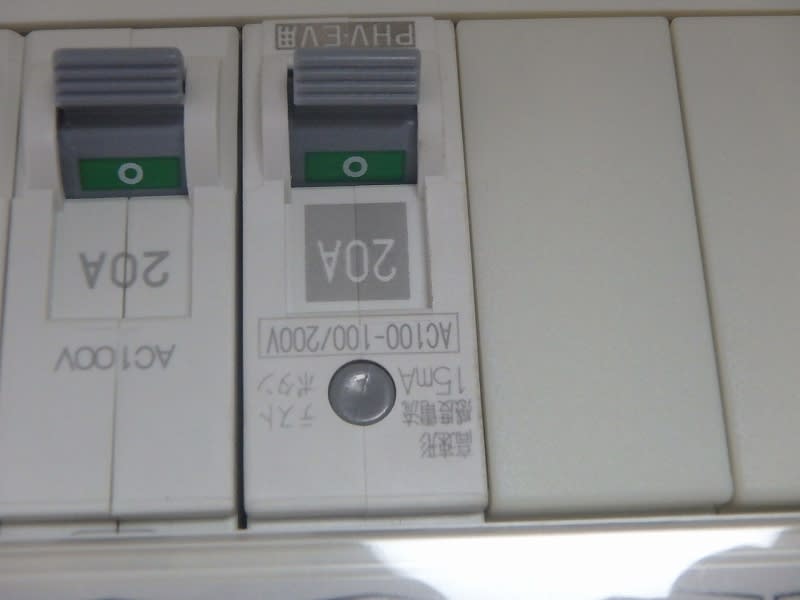 20A
AC100V
PHV・EV用
20A
AC100-100/200V
高速形
感度電流
15mA
テスト
ボタン